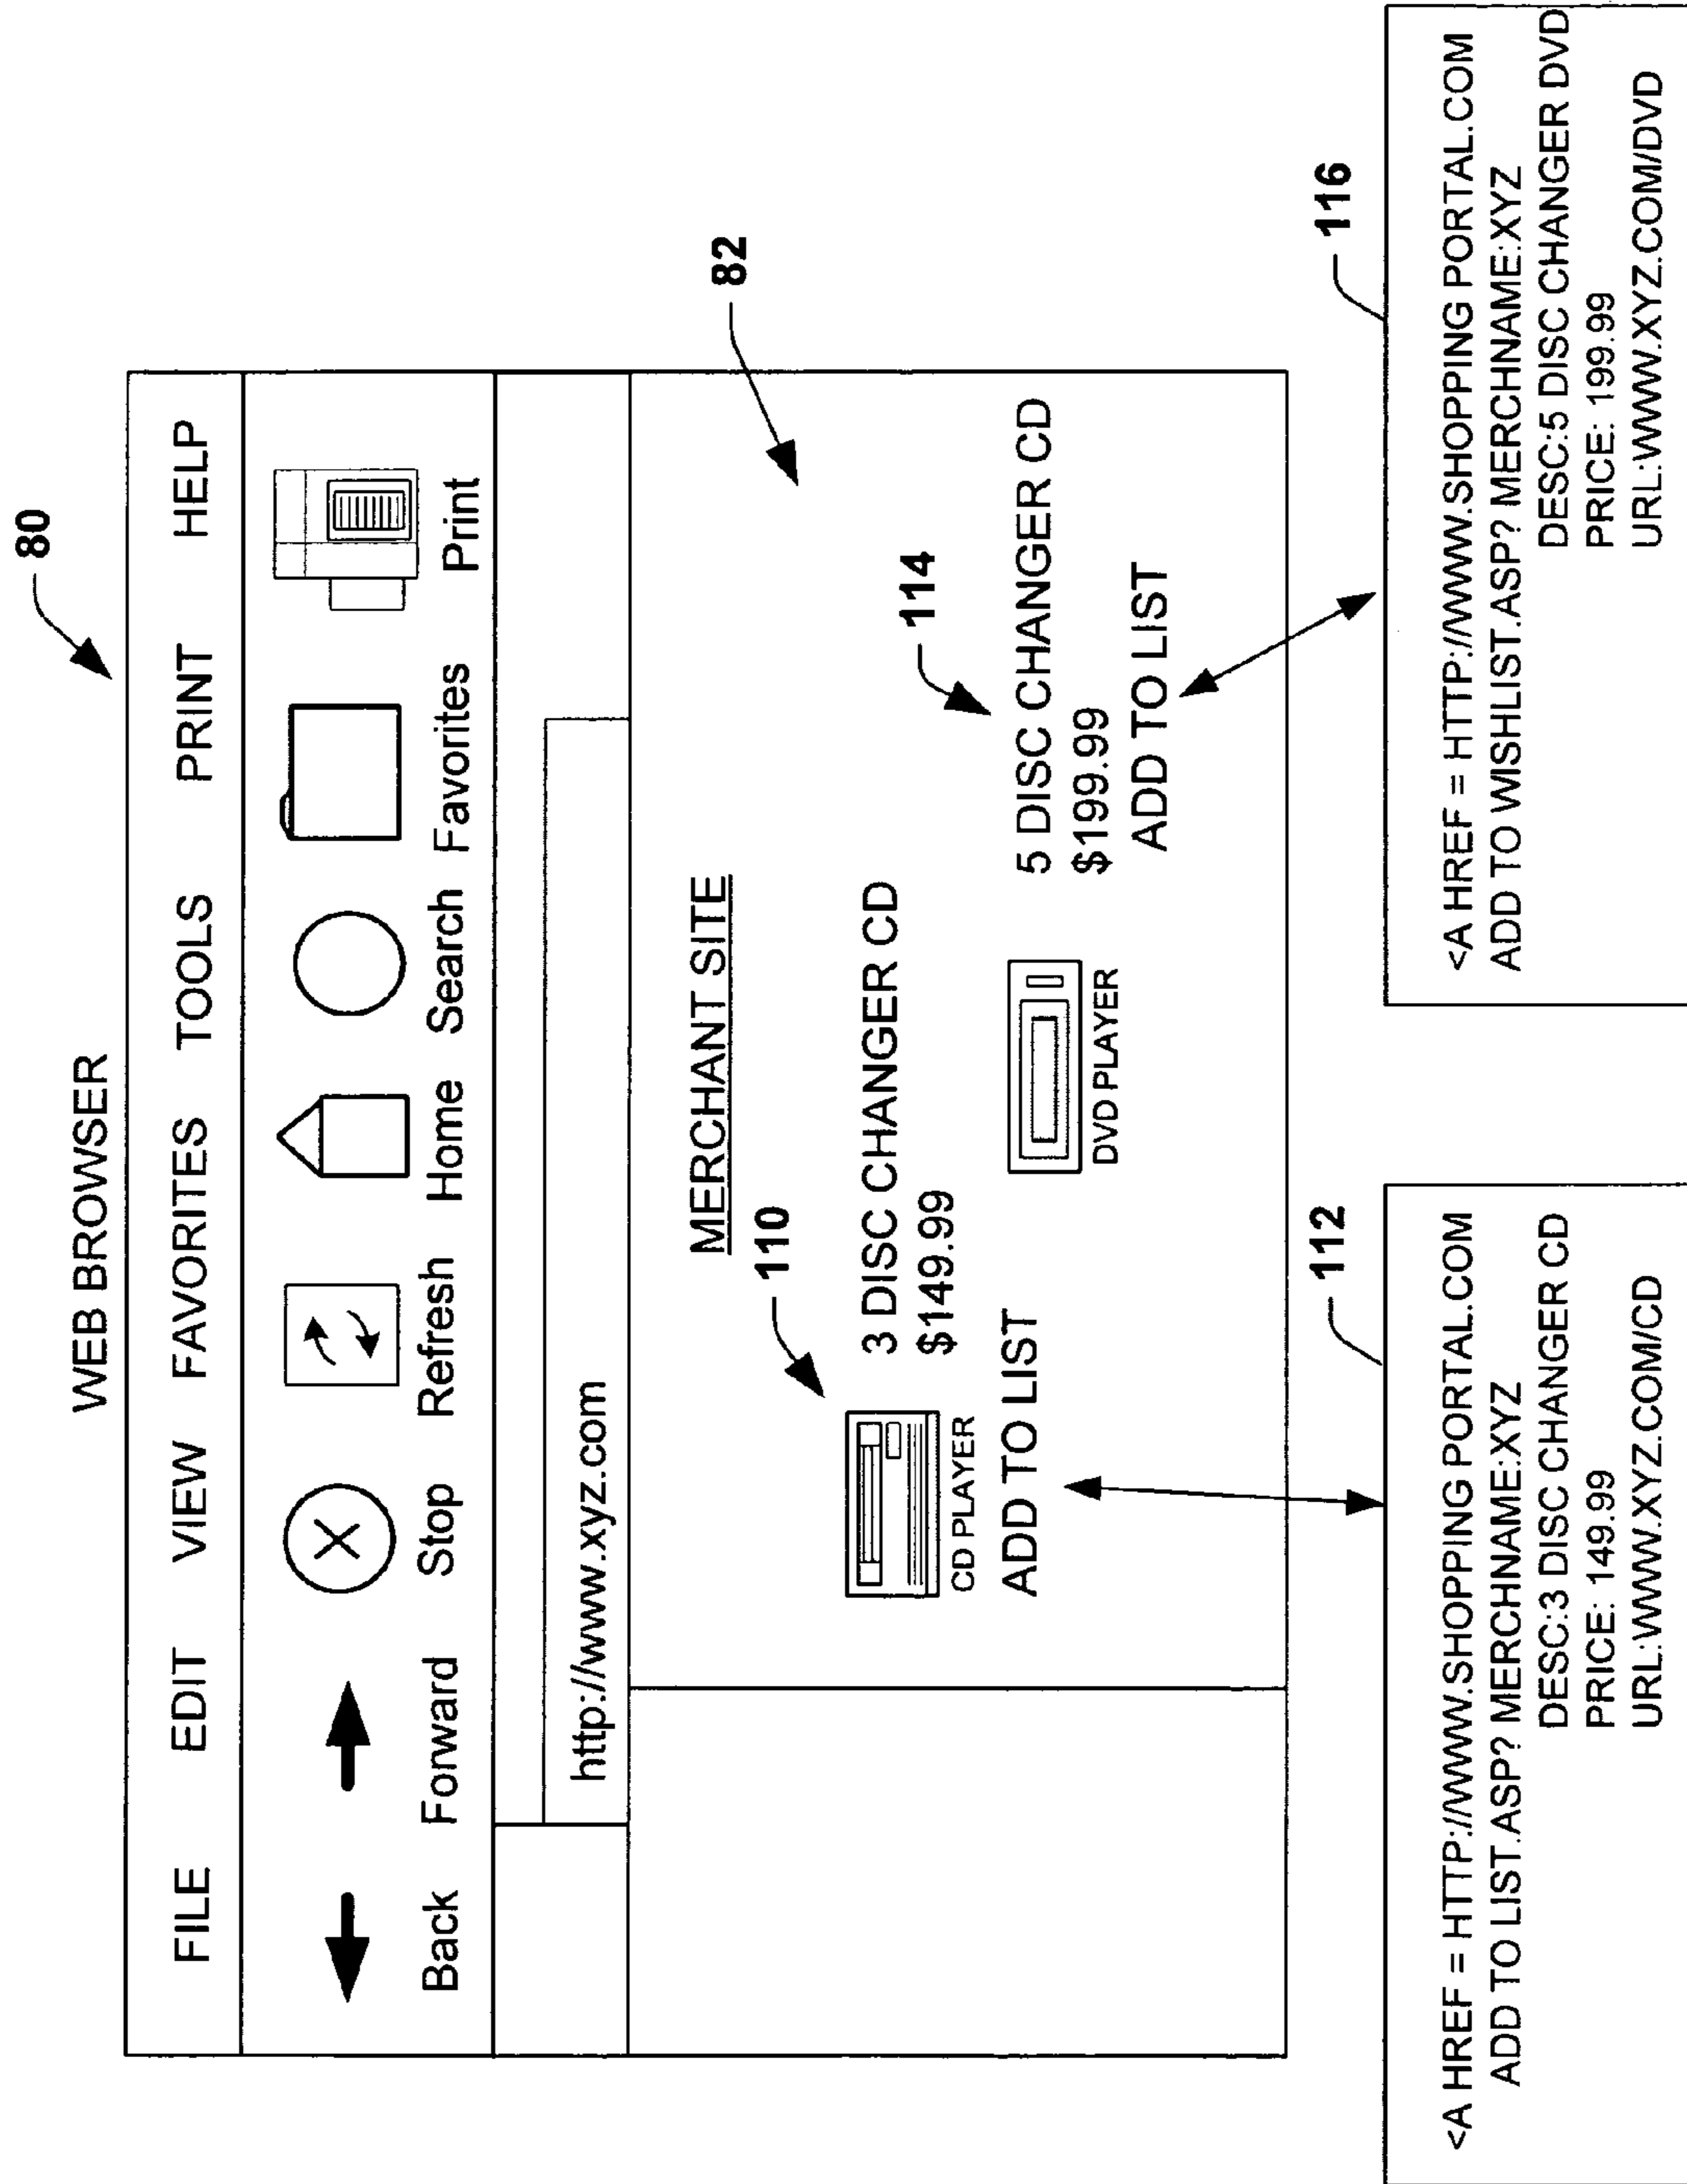 WEB BROWSER
80
FILE EDIT VIEW FAVORITES TOOLS PRINT HELP
Back Forward Stop Refresh Home Search Favorites Print
http://www.xyz.com
82
MERCHANT SITE
110
3 DISC CHANGER CD
$149.99
CD PLAYER
ADD TO LIST
114
5 DISC CHANGER CD
$199.99
DVD PLAYER
ADD TO LIST
112
<A HREF = HTTP://WWW.SHOPPING PORTAL.COM
ADD TO LIST.ASP? MERCHNAME:XYZ
DESC:3 DISC CHANGER CD
PRICE: 149.99
URL:WWW.XYZ.COM/CD
116
<A HREF = HTTP://WWW.SHOPPING PORTAL.COM
ADD TO WISHLIST.ASP? MERCHNAME:XYZ
DESC:5 DISC CHANGER DVD
PRICE: 199.99
URL:WWW.XYZ.COM/DVD